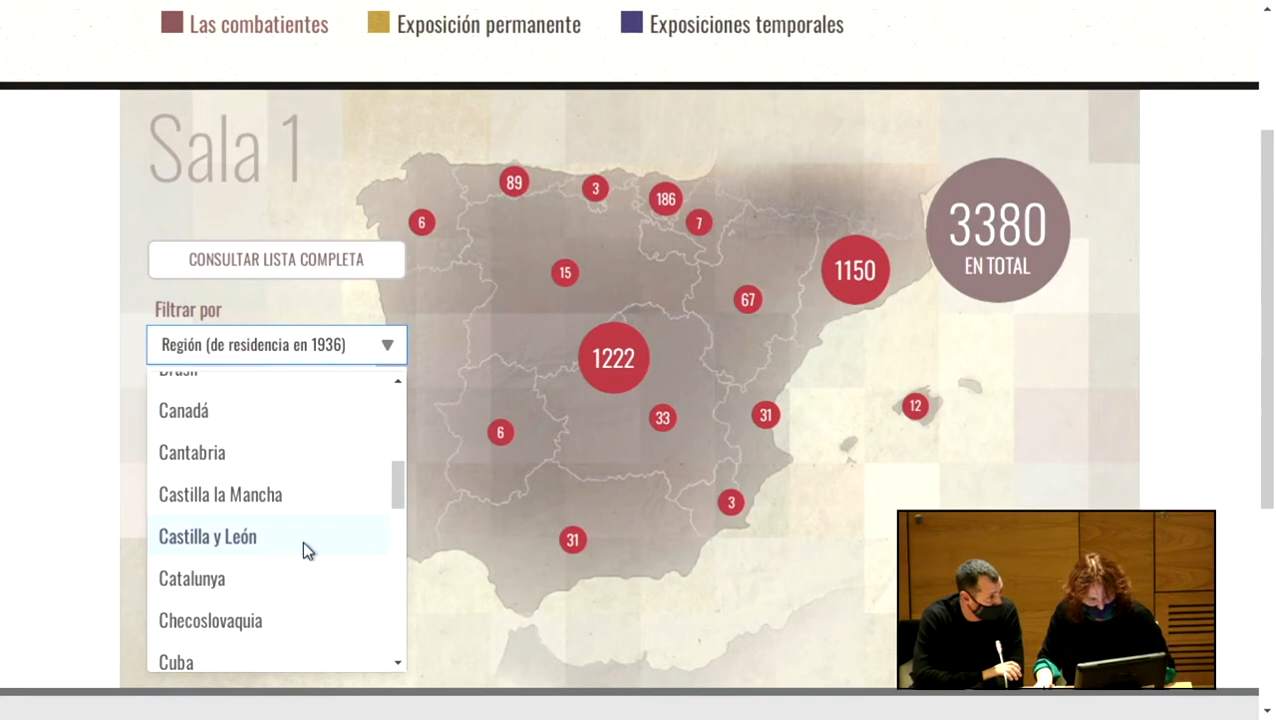 Las combatientes
Exposición permanente
Exposiciones temporales
Sala 1
CONSULTAR LISTA COMPLETA
Filtrar por
Región (de residencia en 1936)
Brasil
Canadá
Cantabria
Castilla la Mancha
Castilla y León
Catalunya
Checoslovaquia
Cuba
89
3
186
6
7
15
1150
67
1222
12
31
33
6
3
31
3380
EN TOTAL